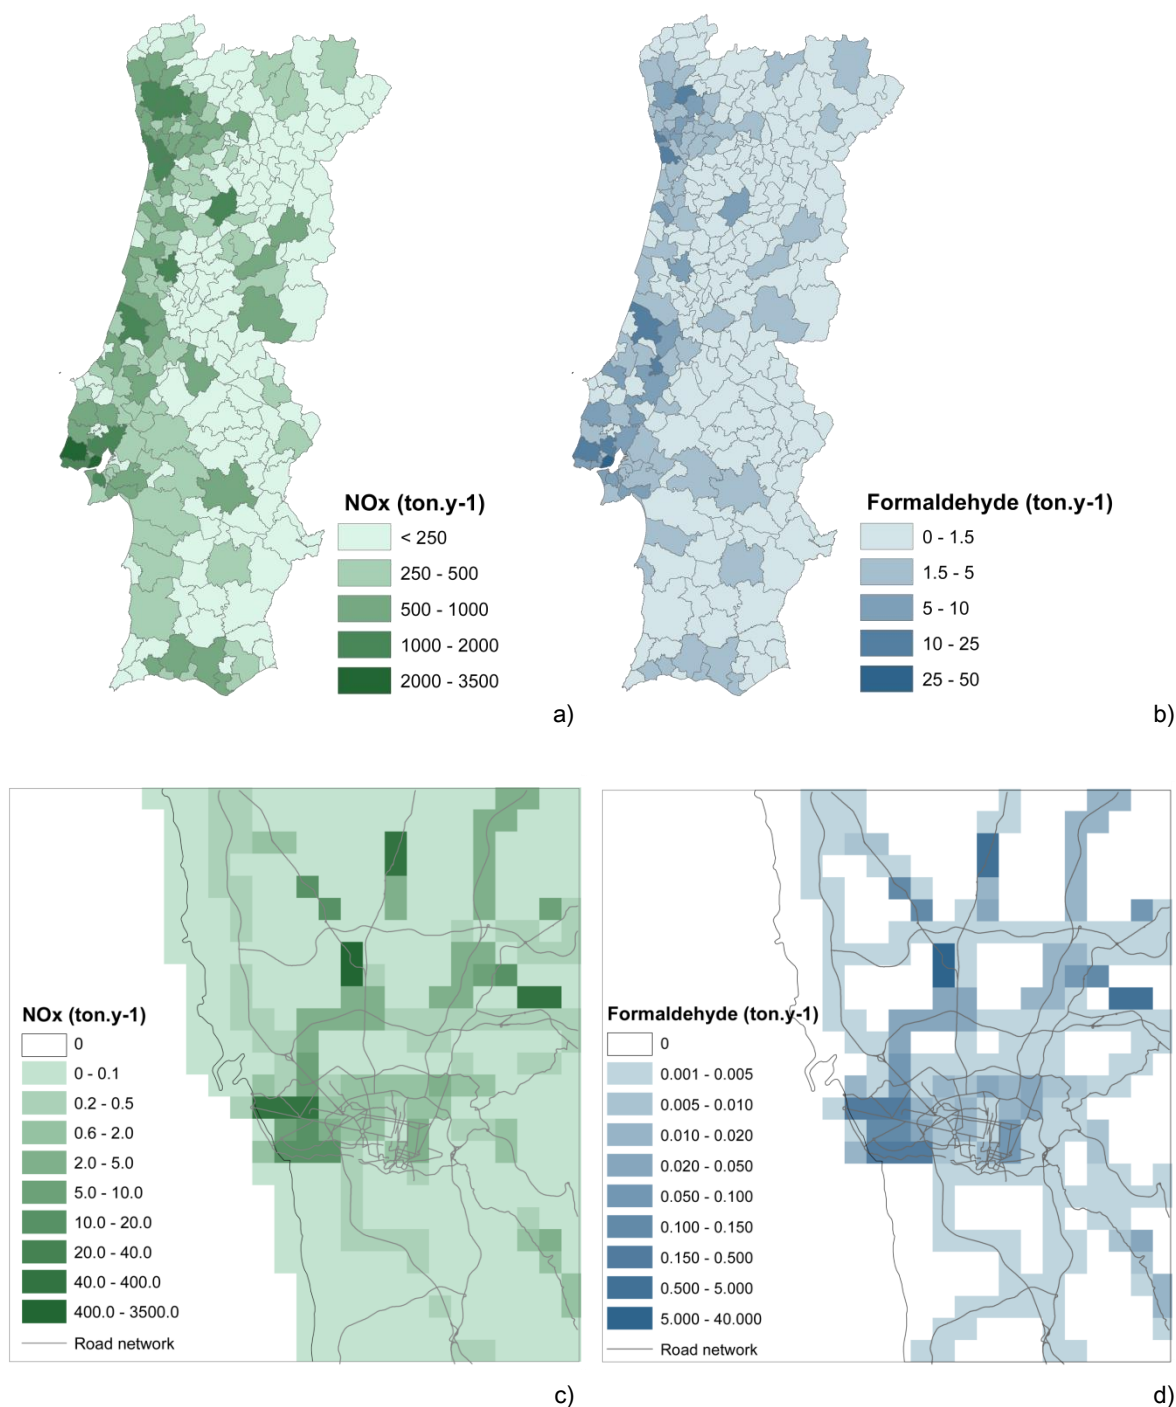 NOx (ton.y-1)
< 250
250 - 500
500 - 1000
1000 - 2000
2000 - 3500
a)
Formaldehyde (ton.y-1)
0 - 1.5
1.5 - 5
5 - 10
10 - 25
25 - 50
b)
NOx (ton.y-1)
0
0 - 0.1
0.2 - 0.5
0.6 - 2.0
2.0 - 5.0
5.0 - 10.0
10.0 - 20.0
20.0 - 40.0
40.0 - 400.0
400.0 - 3500.0
Road network
c)
Formaldehyde (ton.y-1)
0
0.001 - 0.005
0.005 - 0.010
0.010 - 0.020
0.020 - 0.050
0.050 - 0.100
0.100 - 0.150
0.150 - 0.500
0.500 - 5.000
5.000 - 40.000
Road network
d)